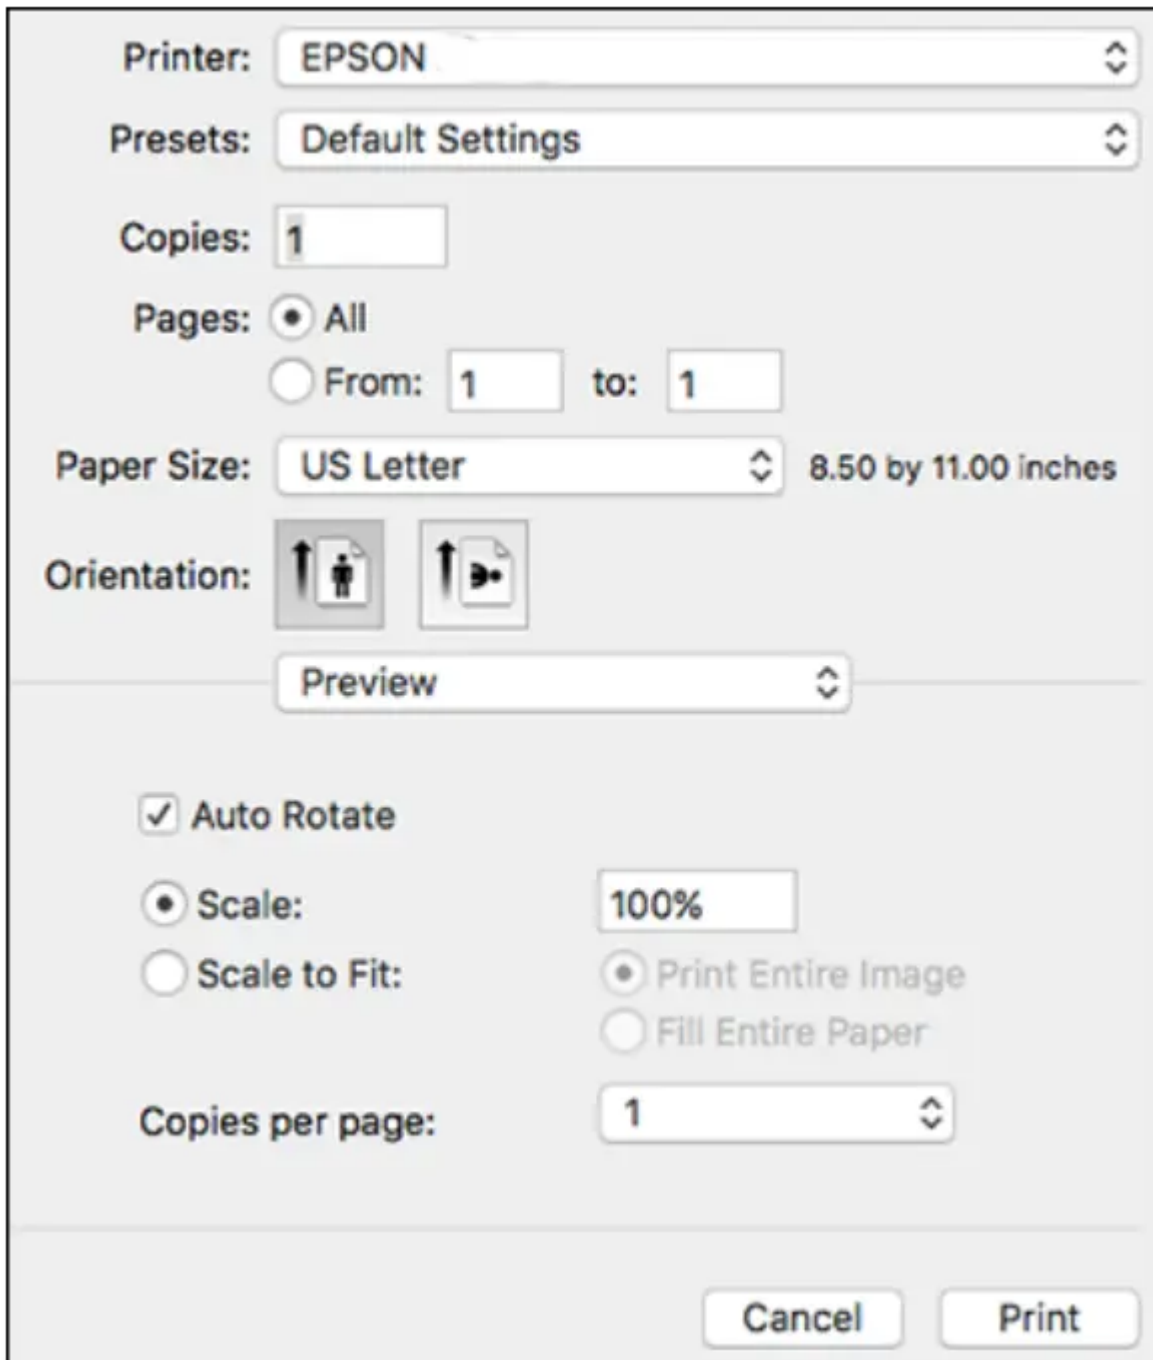 Printer: EPSON
Presets: Default Settings
Copies: 1
Pages: All
From: 1 to: 1
Paper Size: US Letter 8.50 by 11.00 inches
Orientation:
Preview
Auto Rotate
Scale: 100%
Scale to Fit: Print Entire Image
Fill Entire Paper
Copies per page: 1
Cancel Print